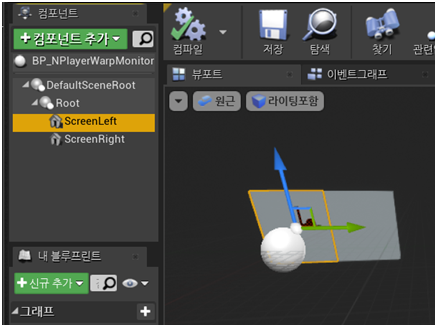 컴포넌트
+컴포넌트 추가
BP_NPlayerWarpMonitor
DefaultSceneRoot
Root
ScreenLeft
ScreenRight
내 블루프린트
+신규 추가
그래프
컴파일
저장
탐색
찾기
관련
뷰포트
이벤트그래프
원근
라이팅포함